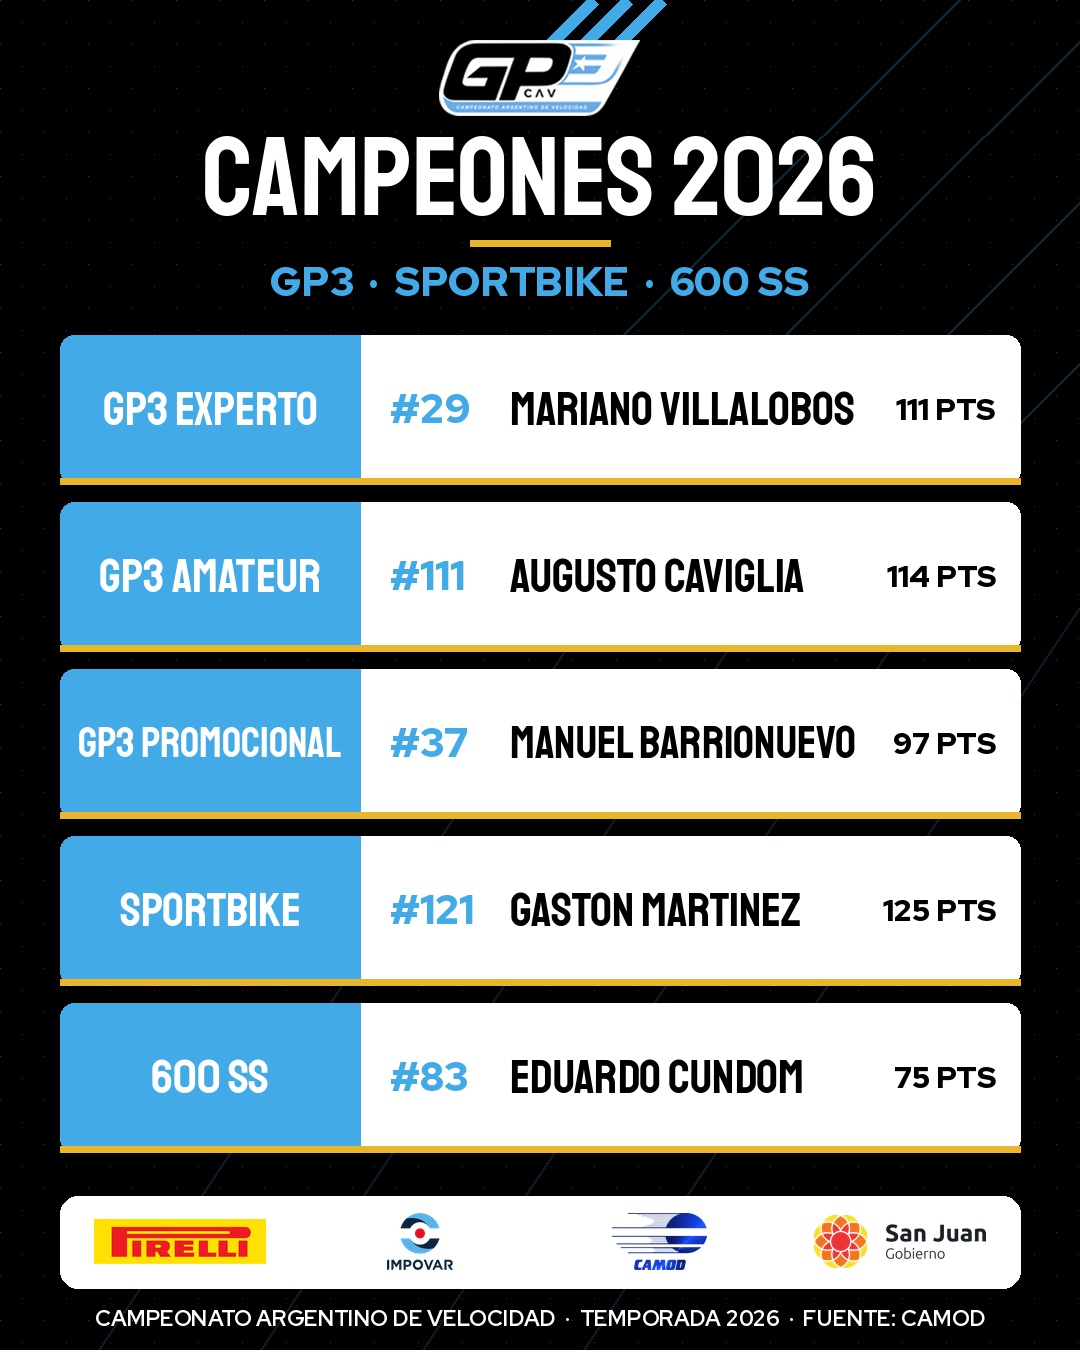 GP3
CAV
CAMPEONATO ARGENTINO DE VELOCIDAD
CAMPEONES 2026
GP3 · SPORTBIKE · 600 SS
GP3 EXPERTO #29 MARIANO VILLALOBOS 111 PTS
GP3 AMATEUR #111 AUGUSTO CAVIGLIA 114 PTS
GP3 PROMOCIONAL #37 MANUEL BARRIONUEVO 97 PTS
SPORTBIKE #121 GASTON MARTINEZ 125 PTS
600 SS #83 EDUARDO CUNDOM 75 PTS
PIRELLI
IMPOVAR
CAMOD
San Juan
Gobierno
CAMPEONATO ARGENTINO DE VELOCIDAD · TEMPORADA 2026 · FUENTE: CAMOD